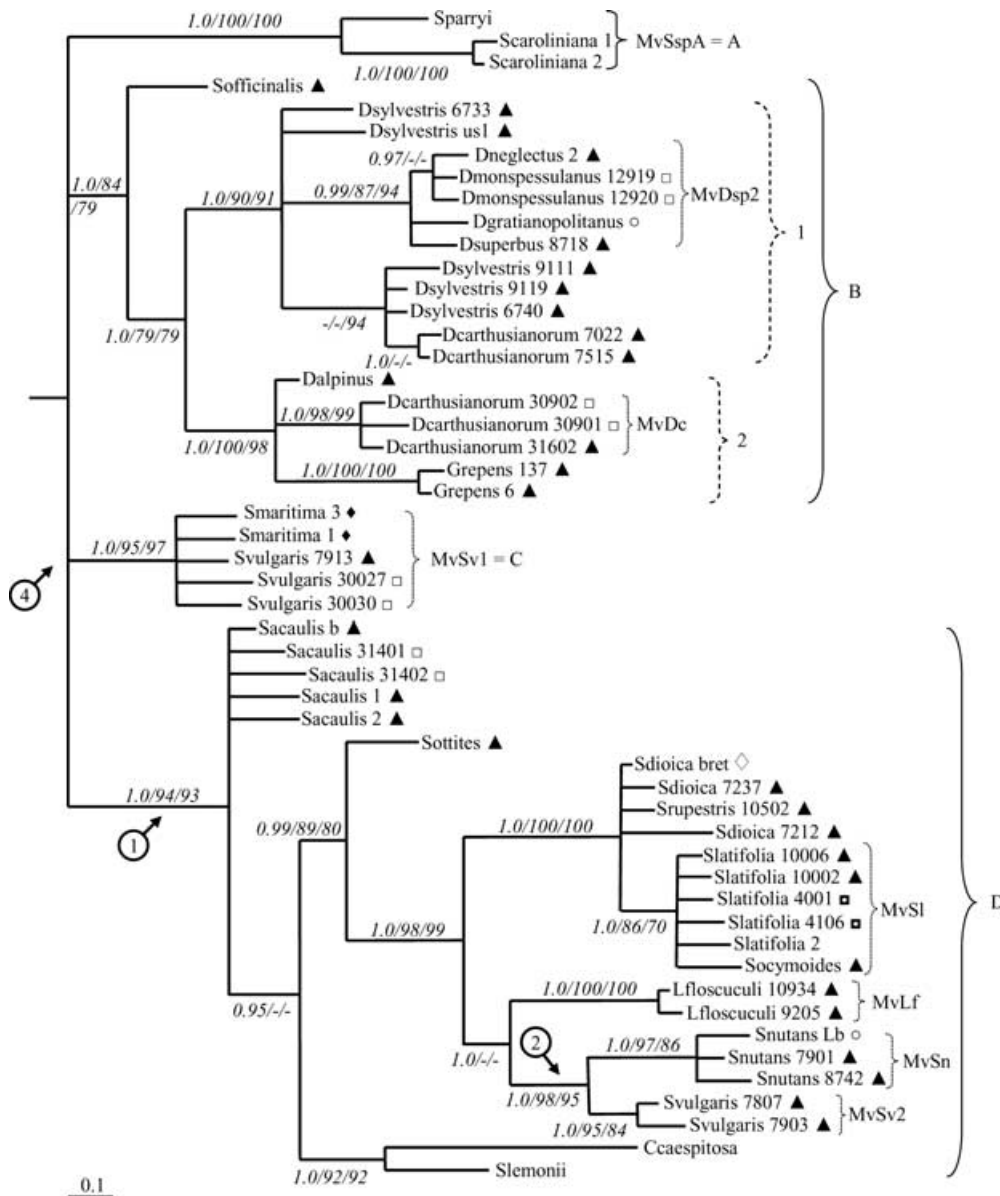 1.0/100/100
Sparryi
Scaroliniana 1
Scaroliniana 2
MvSspA = A
1.0/100/100
Sofficinalis ▲
Dsylvestris 6733 ▲
Dsylvestris us1 ▲
0.97/-/-
Dneglectus 2 ▲
Dmonspessulanus 12919 □
Dmonspessulanus 12920 □
MvDsp2
1.0/84
/79
1.0/90/91
0.99/87/94
Dgratianopolitanus ○
Dsuperbus 8718 ▲
1
Dsylvestris 9111 ▲
Dsylvestris 9119 ▲
B
Dsylvestris 6740 ▲
1.0/79/79
-/-/94
Dcarthusianorum 7022 ▲
Dcarthusianorum 7515 ▲
1.0/-/-
Dalpinus ▲
Dcarthusianorum 30902 □
1.0/98/99
Dcarthusianorum 30901 □
MvDc
2
1.0/100/98
Dcarthusianorum 31602 ▲
1.0/100/100
Grepens 137 ▲
Grepens 6 ▲
Smaritima 3 ♦
Smaritima 1 ♦
1.0/95/97
Svulgaris 7913 ▲
MvSv1 = C
Svulgaris 30027 □
4
Svulgaris 30030 □
Sacaulis b ▲
Sacaulis 31401 □
Sacaulis 31402 □
Sacaulis 1 ▲
Sacaulis 2 ▲
Sottites ▲
Sdioica bret ◇
1.0/94/93
Sdioica 7237 ▲
Srupestris 10502 ▲
0.99/89/80
1.0/100/100
Sdioica 7212 ▲
1
Slatifolia 10006 ▲
Slatifolia 10002 ▲
Slatifolia 4001 □
MvSl
D
1.0/98/99
1.0/86/70
Slatifolia 4106 □
Slatifolia 2
Socymoides ▲
1.0/100/100
Lfloscuculi 10934 ▲
Lfloscuculi 9205 ▲
MvLf
0.95/-/-
2
1.0/97/86
Snutans Lb ○
Snutans 7901 ▲
MvSn
1.0/-/-
Snutans 8742 ▲
1.0/98/95
Svulgaris 7807 ▲
MvSv2
Svulgaris 7903 ▲
1.0/95/84
Ccaespitosa
1.0/92/92
Slemonii
0.1